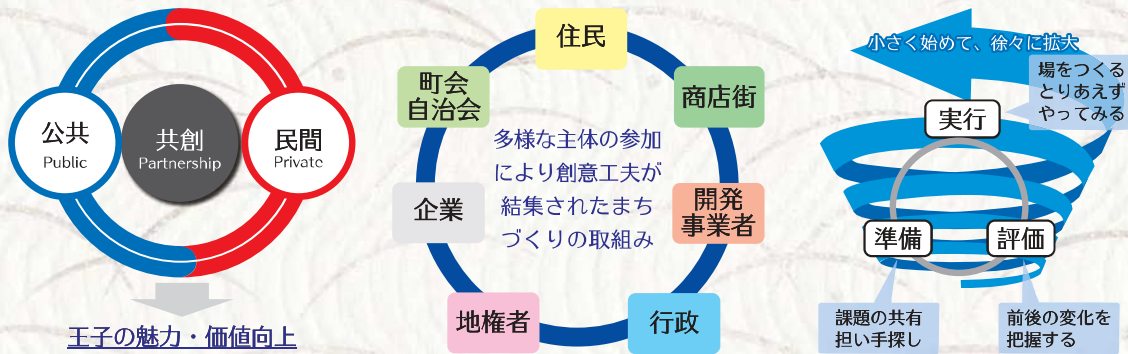 公共
Public
共創
Partnership
民間
Private
王子の魅力・価値向上
住民
町会
自治会
商店街
多様な主体の参加
により創意工夫が
結集されたまち
づくりの取組み
企業
開発
事業者
地権者
行政
小さく始めて、徐々に拡大
場をつくる
とりあえず
やってみる
実行
準備
評価
課題の共有
担い手探し
前後の変化を
把握する